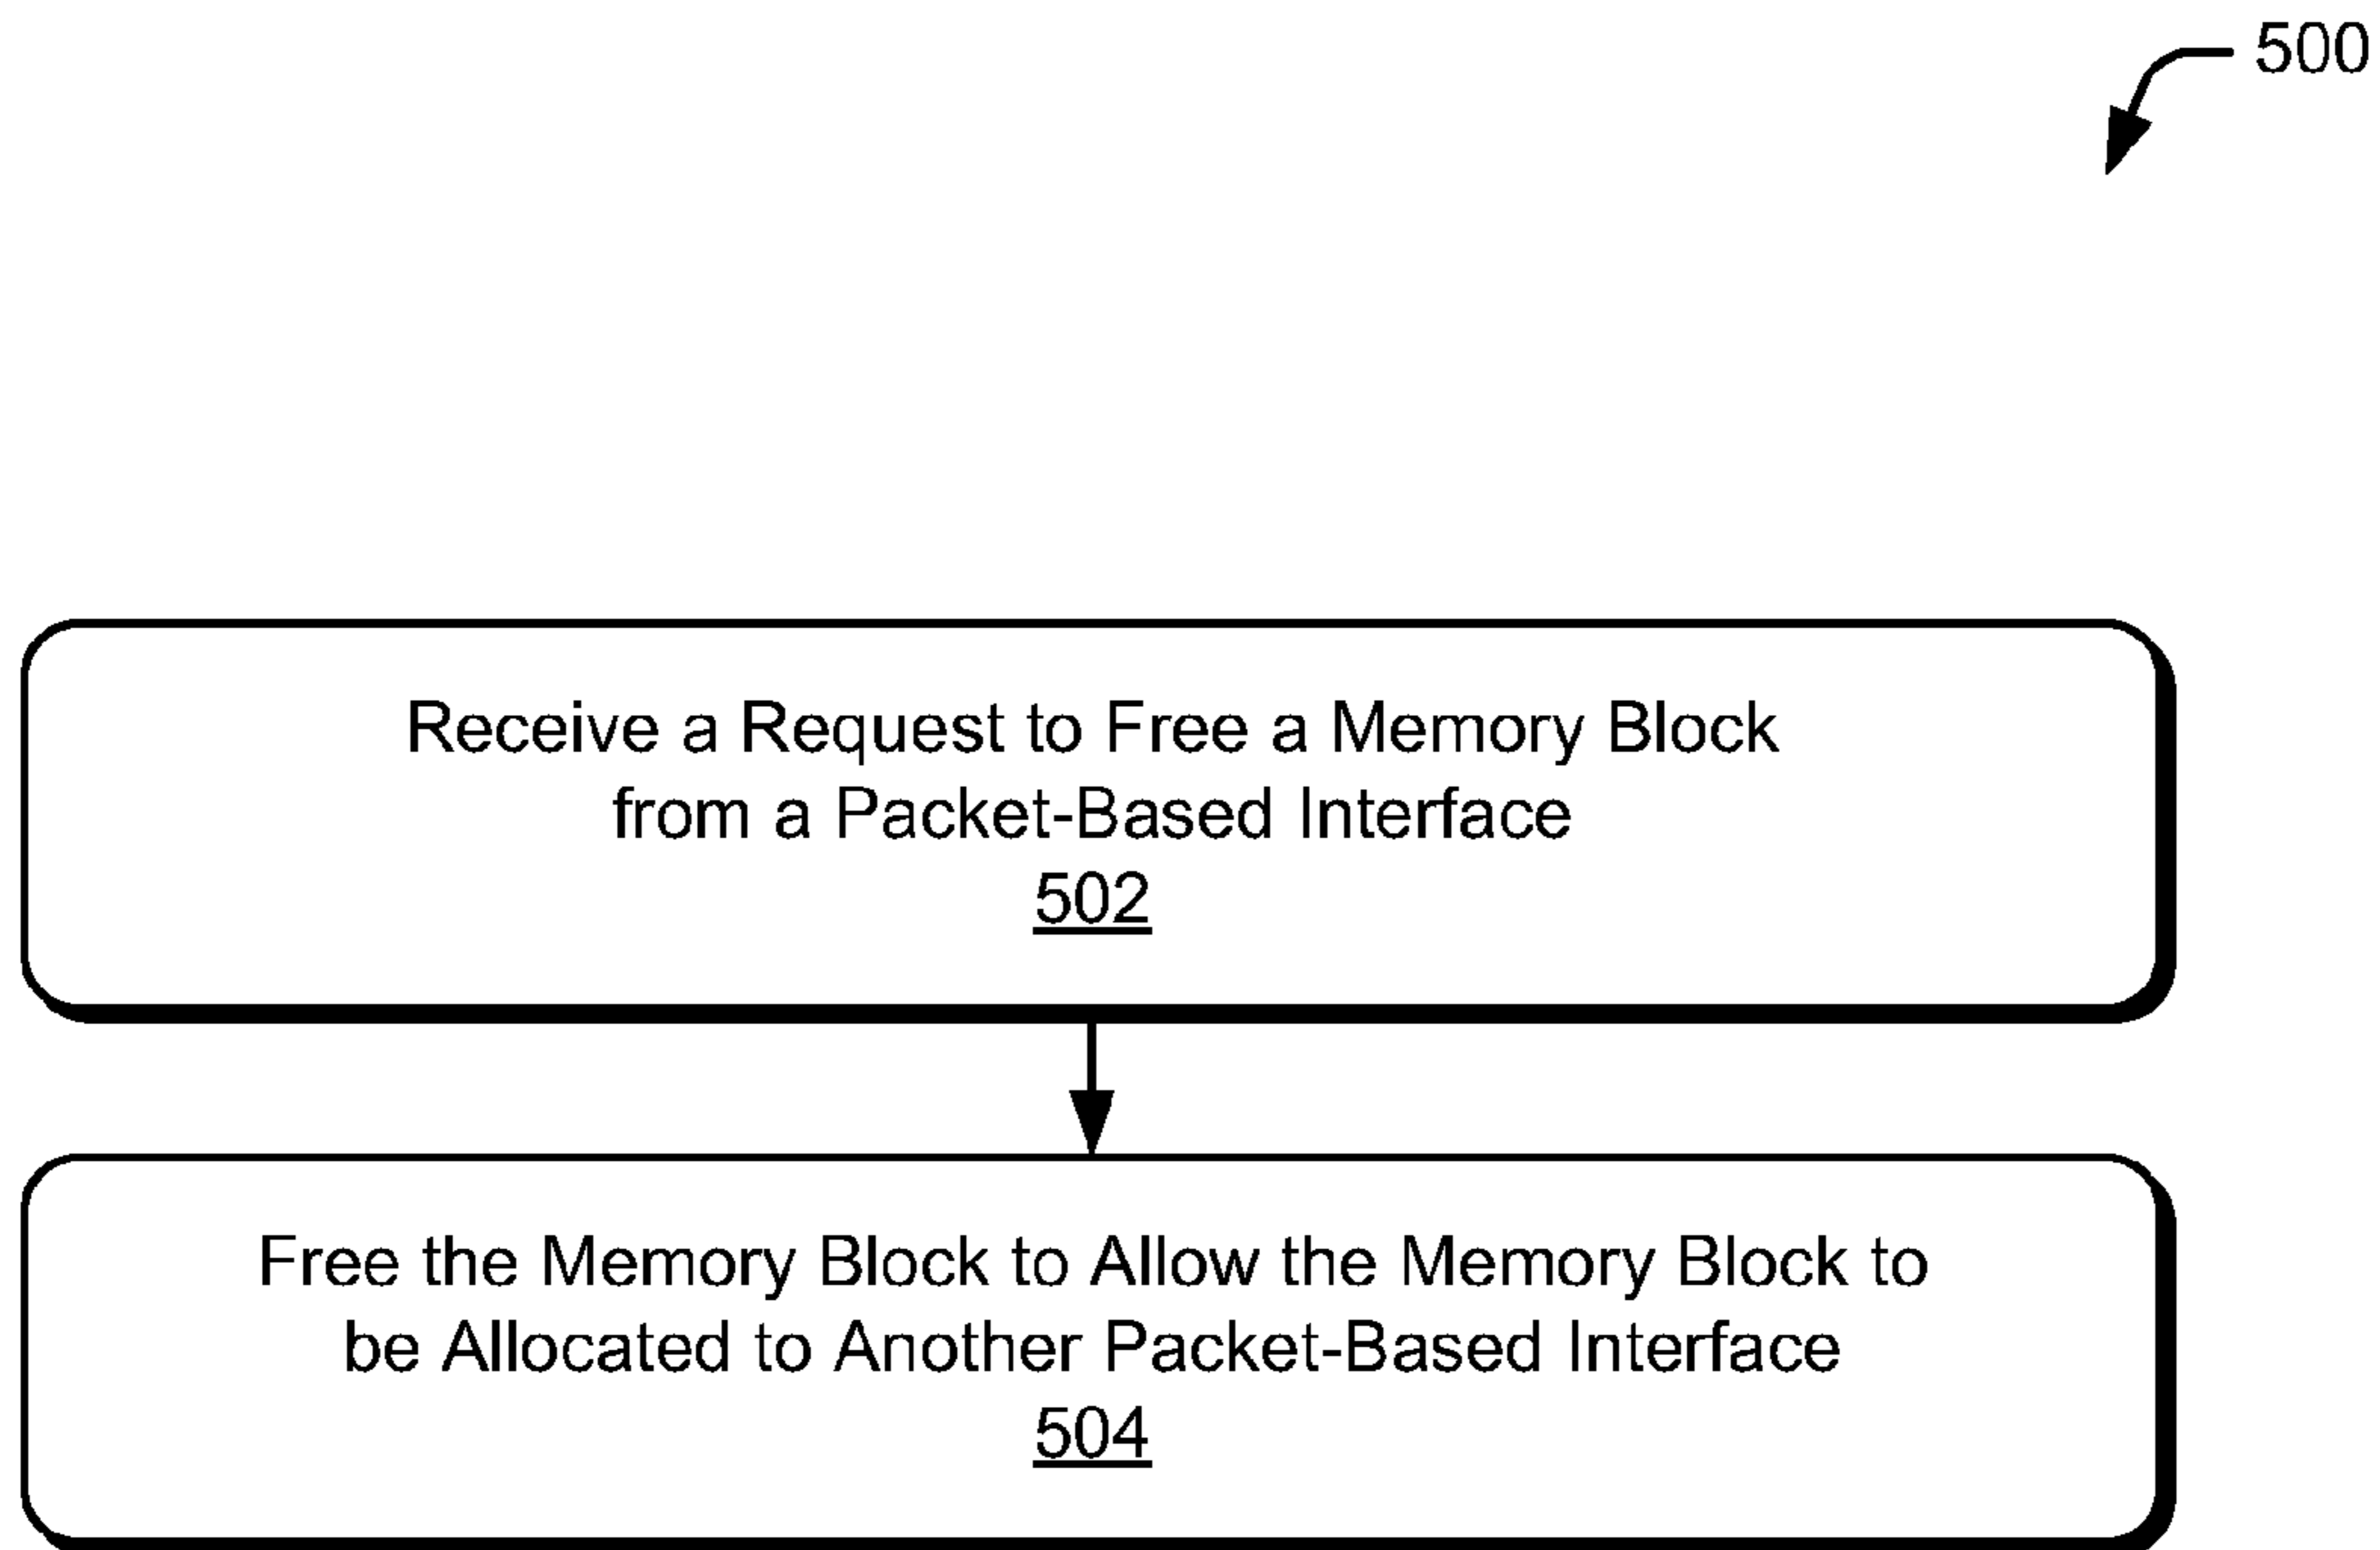 500
Receive a Request to Free a Memory Block
from a Packet-Based Interface
502
Free the Memory Block to Allow the Memory Block to
be Allocated to Another Packet-Based Interface
504